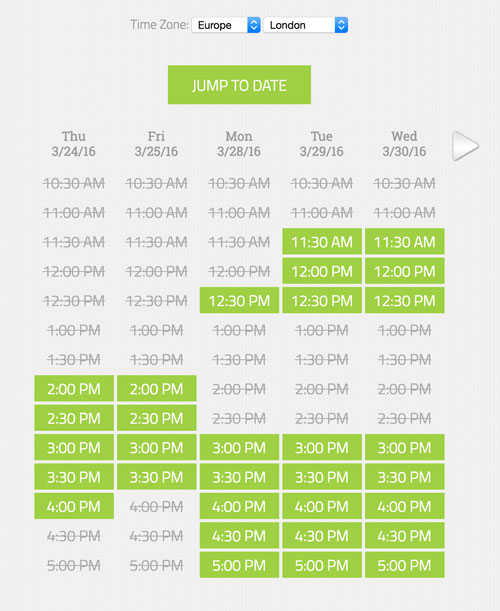 Time Zone: Europe London
JUMP TO DATE
Thu Fri Mon Tue Wed
3/24/16 3/25/16 3/28/16 3/29/16 3/30/16
10:30 AM 10:30 AM 10:30 AM 10:30 AM 10:30 AM
11:00 AM 11:00 AM 11:00 AM 11:00 AM 11:00 AM
11:30 AM 11:30 AM 11:30 AM 11:30 AM 11:30 AM
12:00 PM 12:00 PM 12:00 PM 12:00 PM 12:00 PM
12:30 PM 12:30 PM 12:30 PM 12:30 PM 12:30 PM
1:00 PM 1:00 PM 1:00 PM 1:00 PM 1:00 PM
1:30 PM 1:30 PM 1:30 PM 1:30 PM 1:30 PM
2:00 PM 2:00 PM 2:00 PM 2:00 PM 2:00 PM
2:30 PM 2:30 PM 2:30 PM 2:30 PM 2:30 PM
3:00 PM 3:00 PM 3:00 PM 3:00 PM 3:00 PM
3:30 PM 3:30 PM 3:30 PM 3:30 PM 3:30 PM
4:00 PM 4:00 PM 4:00 PM 4:00 PM 4:00 PM
4:30 PM 4:30 PM 4:30 PM 4:30 PM 4:30 PM
5:00 PM 5:00 PM 5:00 PM 5:00 PM 5:00 PM